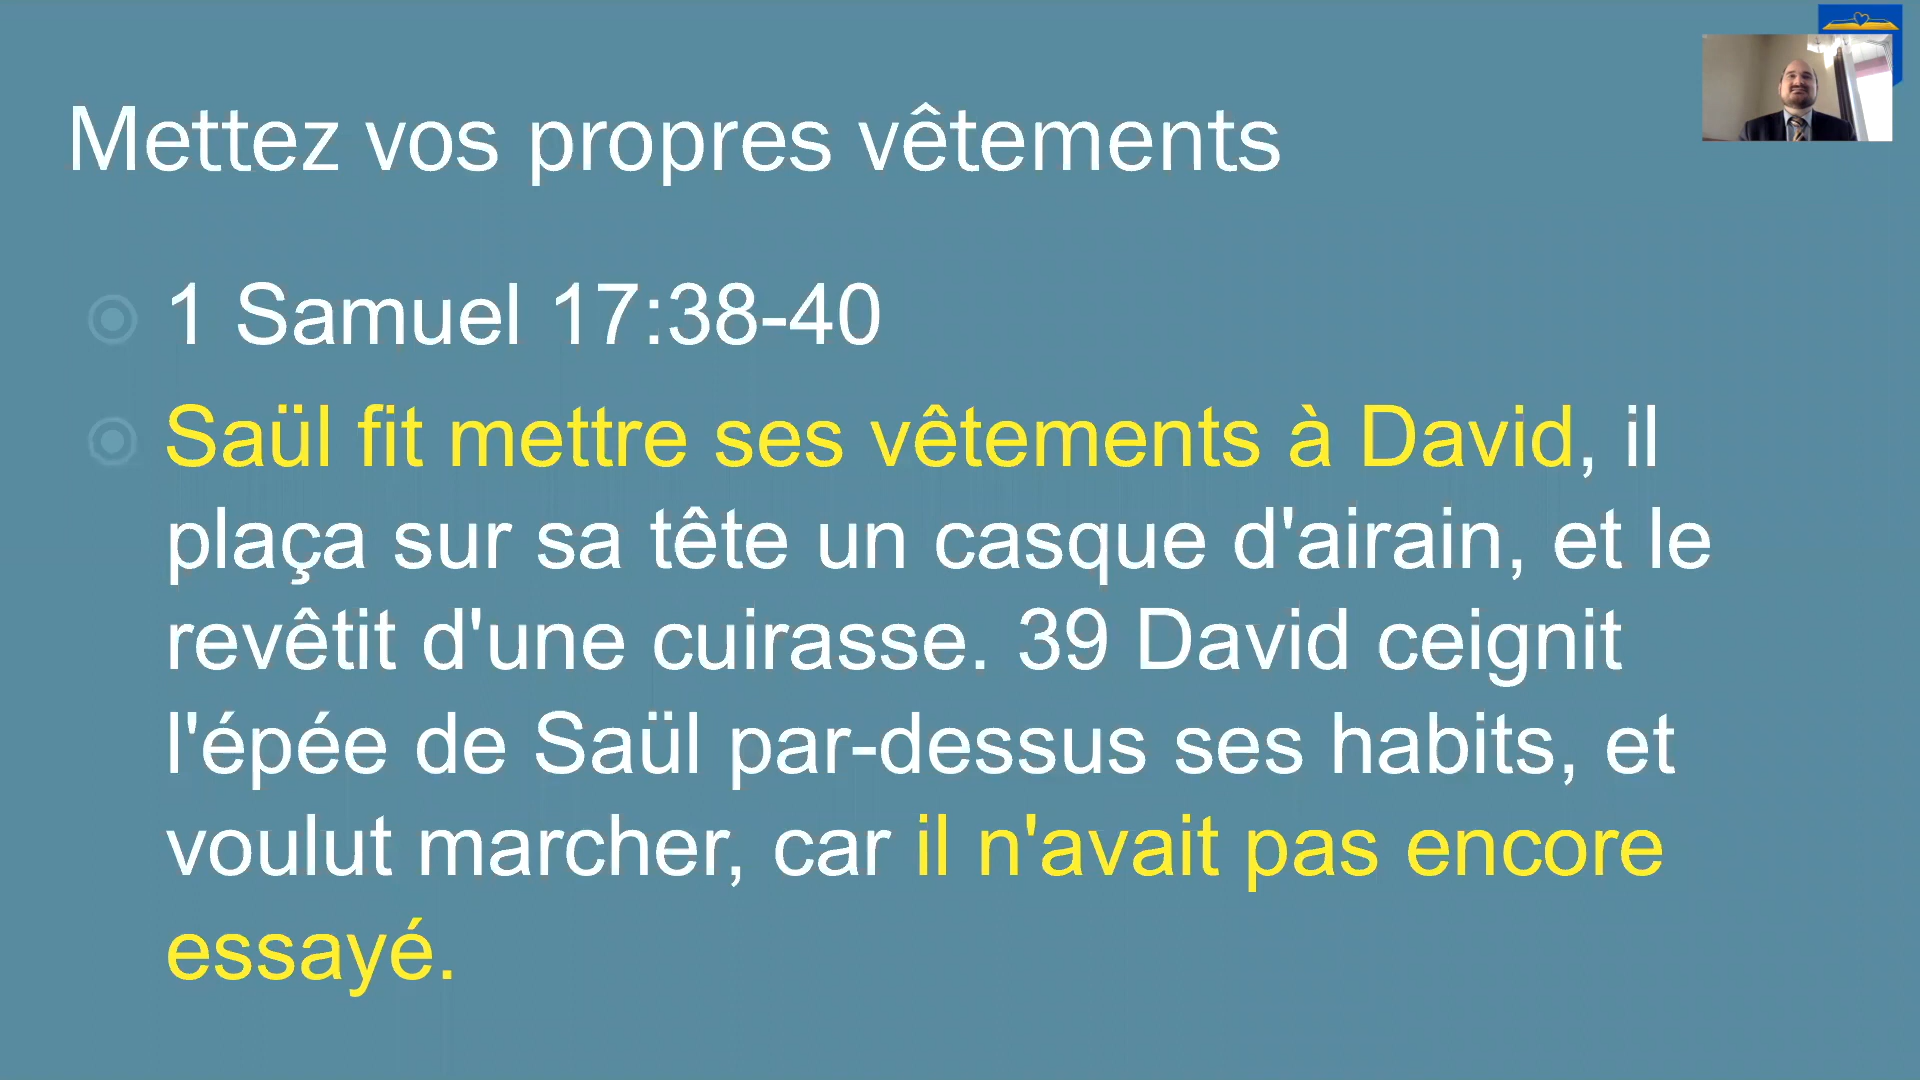 Mettez vos propres vêtements
1 Samuel 17:38-40
Saül fit mettre ses vêtements à David, il
plaça sur sa tête un casque d'airain, et le
revêtit d'une cuirasse. 39 David ceignit
l'épée de Saül par-dessus ses habits, et
voulut marcher, car il n'avait pas encore
essayé.